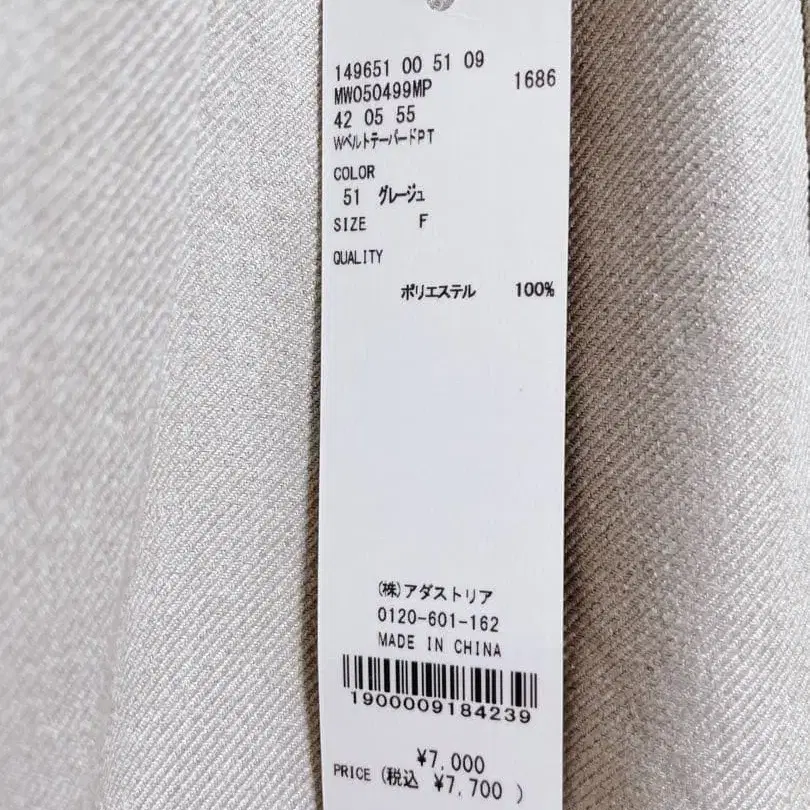 149651 00 51 09
MW050499MP 1686
42 05 55
WベルトテーパードPT
COLOR
51 グレージュ
SIZE F
QUALITY
ポリエステル 100%
(株)アダストリア
0120-601-162
MADE IN CHINA
1900009184239
¥7,000
PRICE (税込 ¥7,700 )